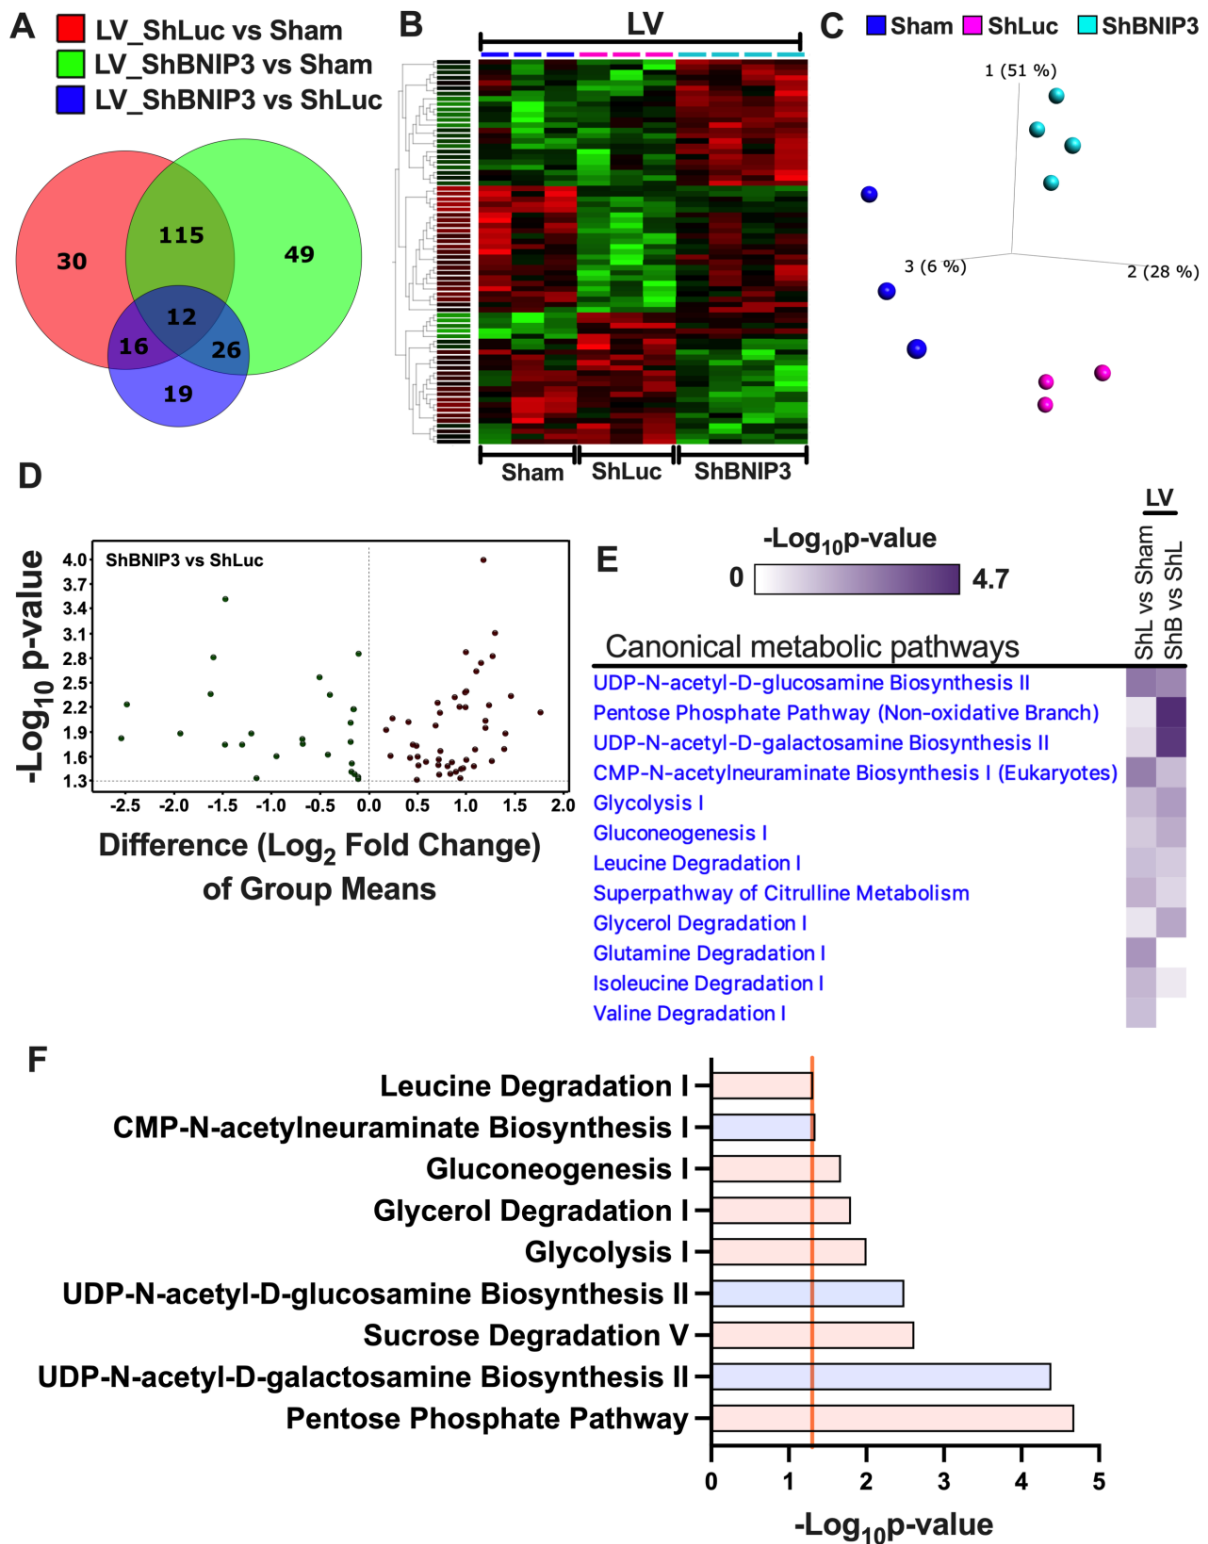 A
LV_ShLuc vs Sham
LV_ShBNIP3 vs Sham
LV_ShBNIP3 vs ShLuc
30
115
49
12
16
26
19
B
LV
Sham
ShLuc
ShBNIP3
C
Sham
ShLuc
ShBNIP3
1 (51 %)
3 (6 %)
2 (28 %)
D
ShBNIP3 vs ShLuc
-Log10 p-value
4.0
3.7
3.4
3.1
2.8
2.5
2.2
1.9
1.6
1.3
-2.5
-2.0
-1.5
-1.0
-0.5
0.0
0.5
1.0
1.5
2.0
Difference (Log2 Fold Change)
of Group Means
E
-Log10p-value
0
4.7
LV
ShL vs Sham
ShB vs ShL
Canonical metabolic pathways
UDP-N-acetyl-D-glucosamine Biosynthesis II
Pentose Phosphate Pathway (Non-oxidative Branch)
UDP-N-acetyl-D-galactosamine Biosynthesis II
CMP-N-acetylneuraminate Biosynthesis I (Eukaryotes)
Glycolysis I
Gluconeogenesis I
Leucine Degradation I
Superpathway of Citrulline Metabolism
Glycerol Degradation I
Glutamine Degradation I
Isoleucine Degradation I
Valine Degradation I
F
Leucine Degradation I
CMP-N-acetylneuraminate Biosynthesis I
Gluconeogenesis I
Glycerol Degradation I
Glycolysis I
UDP-N-acetyl-D-glucosamine Biosynthesis II
Sucrose Degradation V
UDP-N-acetyl-D-galactosamine Biosynthesis II
Pentose Phosphate Pathway
0
1
2
3
4
5
-Log10p-value